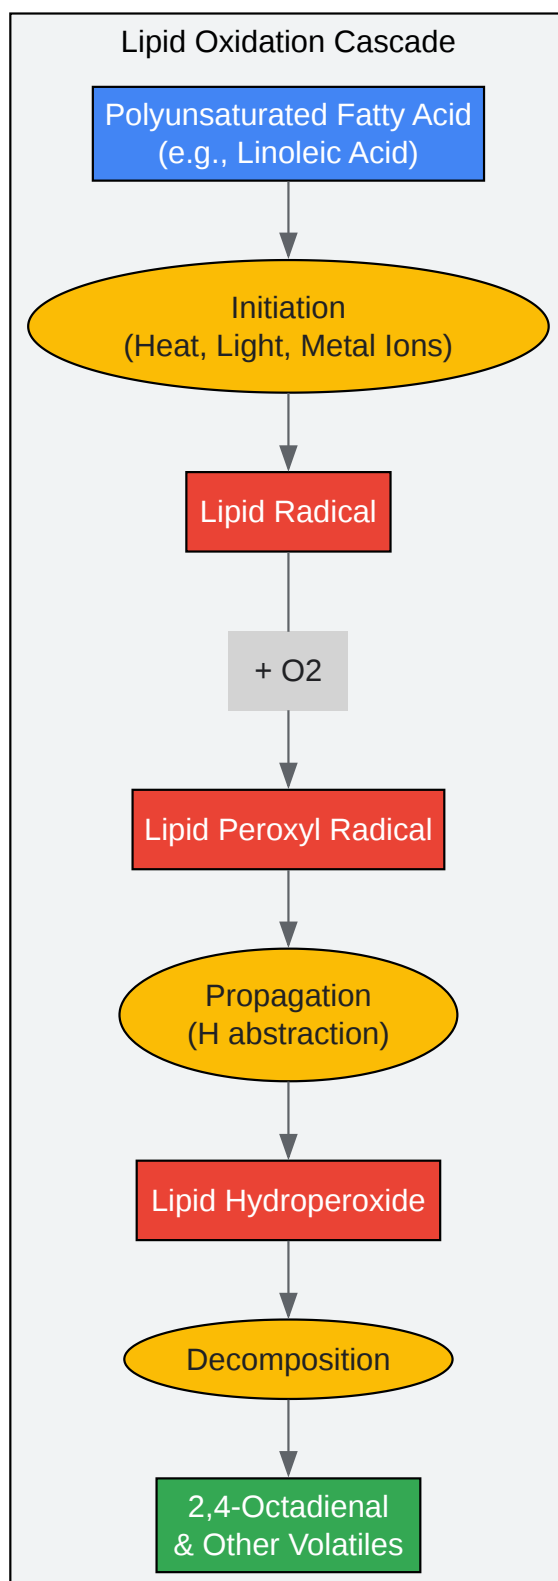 Lipid Oxidation Cascade
Polyunsaturated Fatty Acid
(e.g., Linoleic Acid)
Initiation
(Heat, Light, Metal Ions)
Lipid Radical
+ O2
Lipid Peroxyl Radical
Propagation
(H abstraction)
Lipid Hydroperoxide
Decomposition
2,4-Octadienal
& Other Volatiles